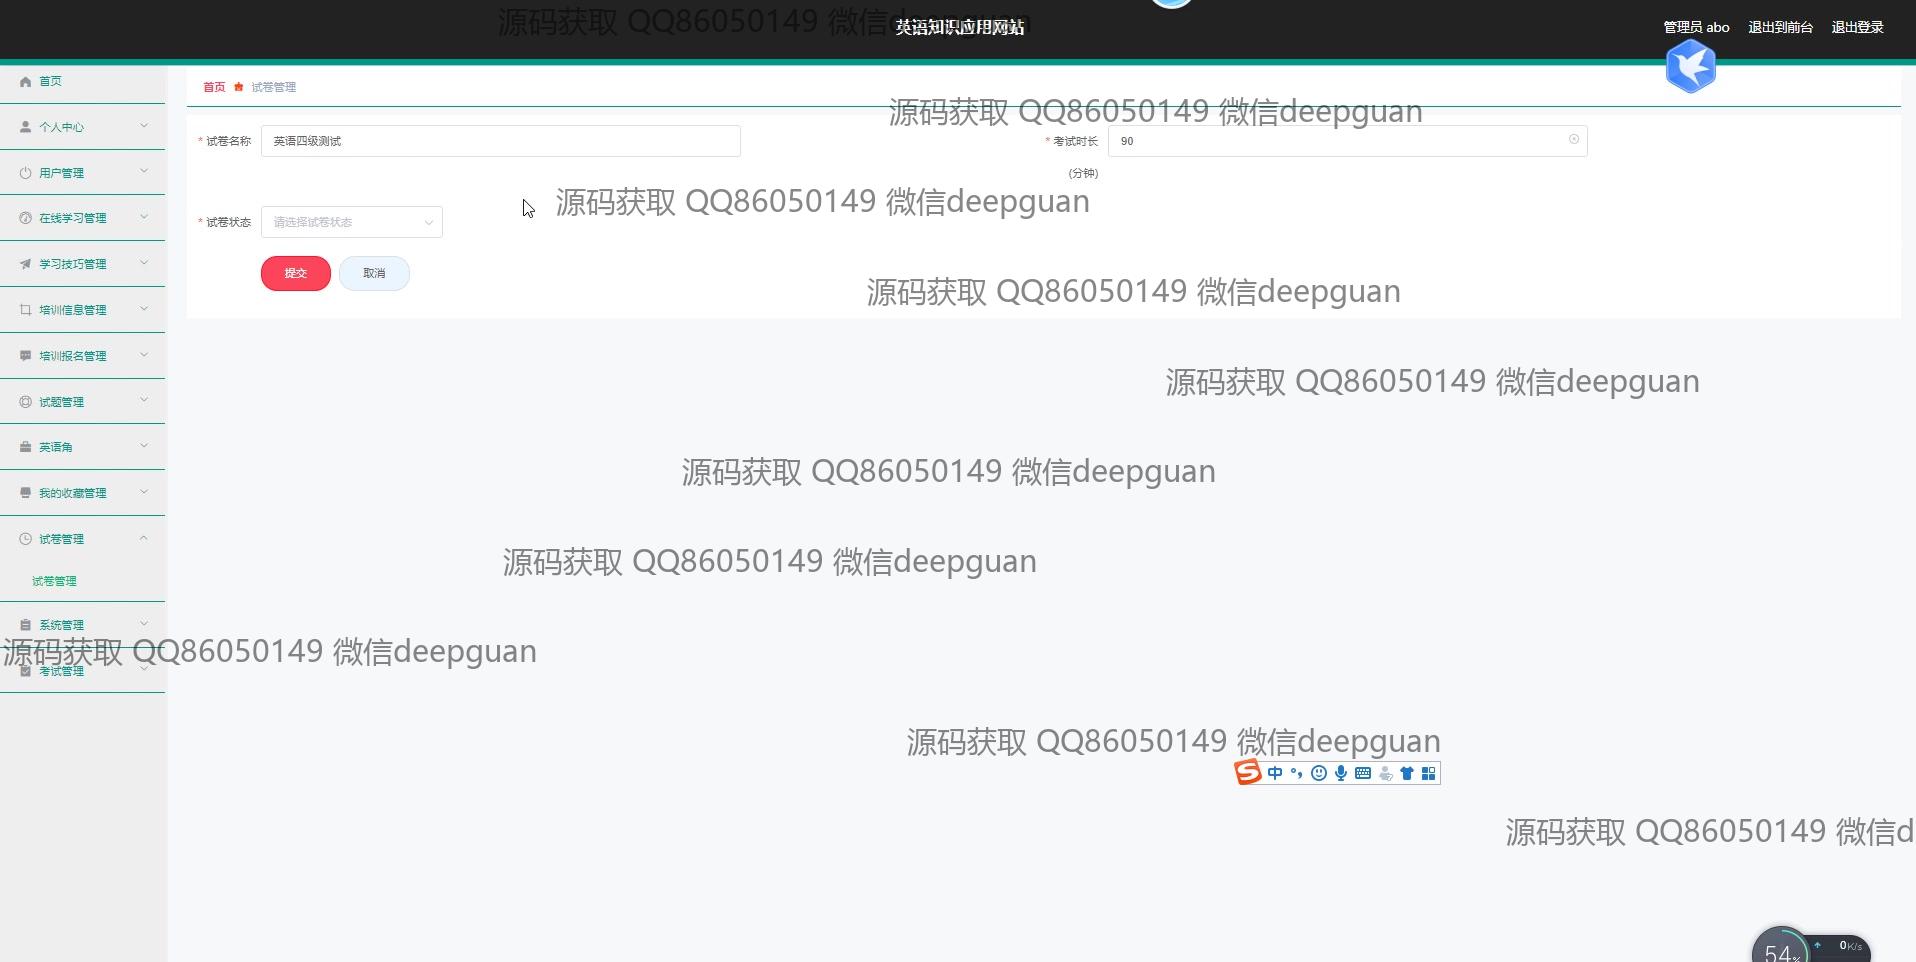 源码获取 QQ86050149 微信deepguan
英语知识应用网站
管理员 abo 退出到前台 退出登录
首页
个人中心
用户管理
在线学习管理
学习技巧管理
培训信息管理
培训报名管理
试题管理
英语角
我的收藏管理
试卷管理
试卷管理
系统管理
考试管理
首页 试卷管理
源码获取 QQ86050149 微信deepguan
* 试卷名称 英语四级测试
* 考试时长 90
(分钟)
源码获取 QQ86050149 微信deepguan
* 试卷状态 请选择试卷状态
提交 取消
源码获取 QQ86050149 微信deepguan
源码获取 QQ86050149 微信deepguan
源码获取 QQ86050149 微信deepguan
源码获取 QQ86050149 微信deepguan
源码获取 QQ86050149 微信deepguan
源码获取 QQ86050149 微信deepguan
S 中
源码获取 QQ86050149 微信d
54% 0K/s